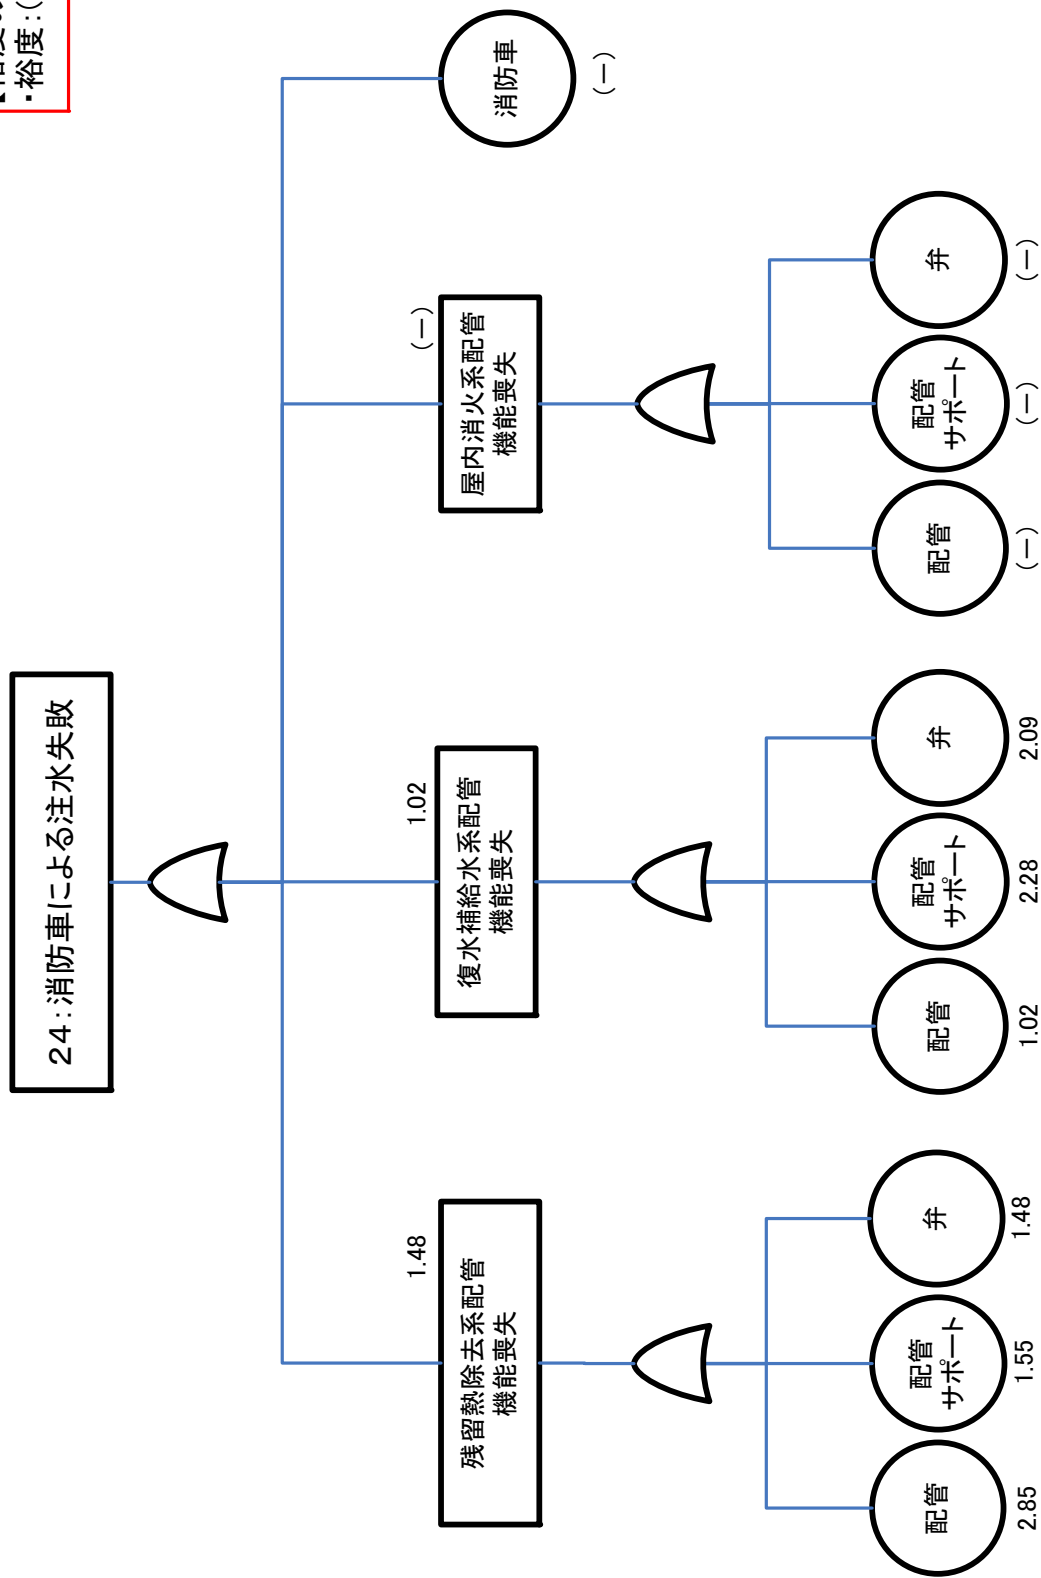 ・裕度:(
24:消防車による注水失敗
1.48
残留熱除去系配管
機能喪失
1.02
復水補給水系配管
機能喪失
(-)
屋内消火系配管
機能喪失
消防車
(-)
配管
2.85
配管
サポート
1.55
弁
1.48
配管
1.02
配管
サポート
2.28
弁
2.09
配管
(-)
配管
サポート
(-)
弁
(-)